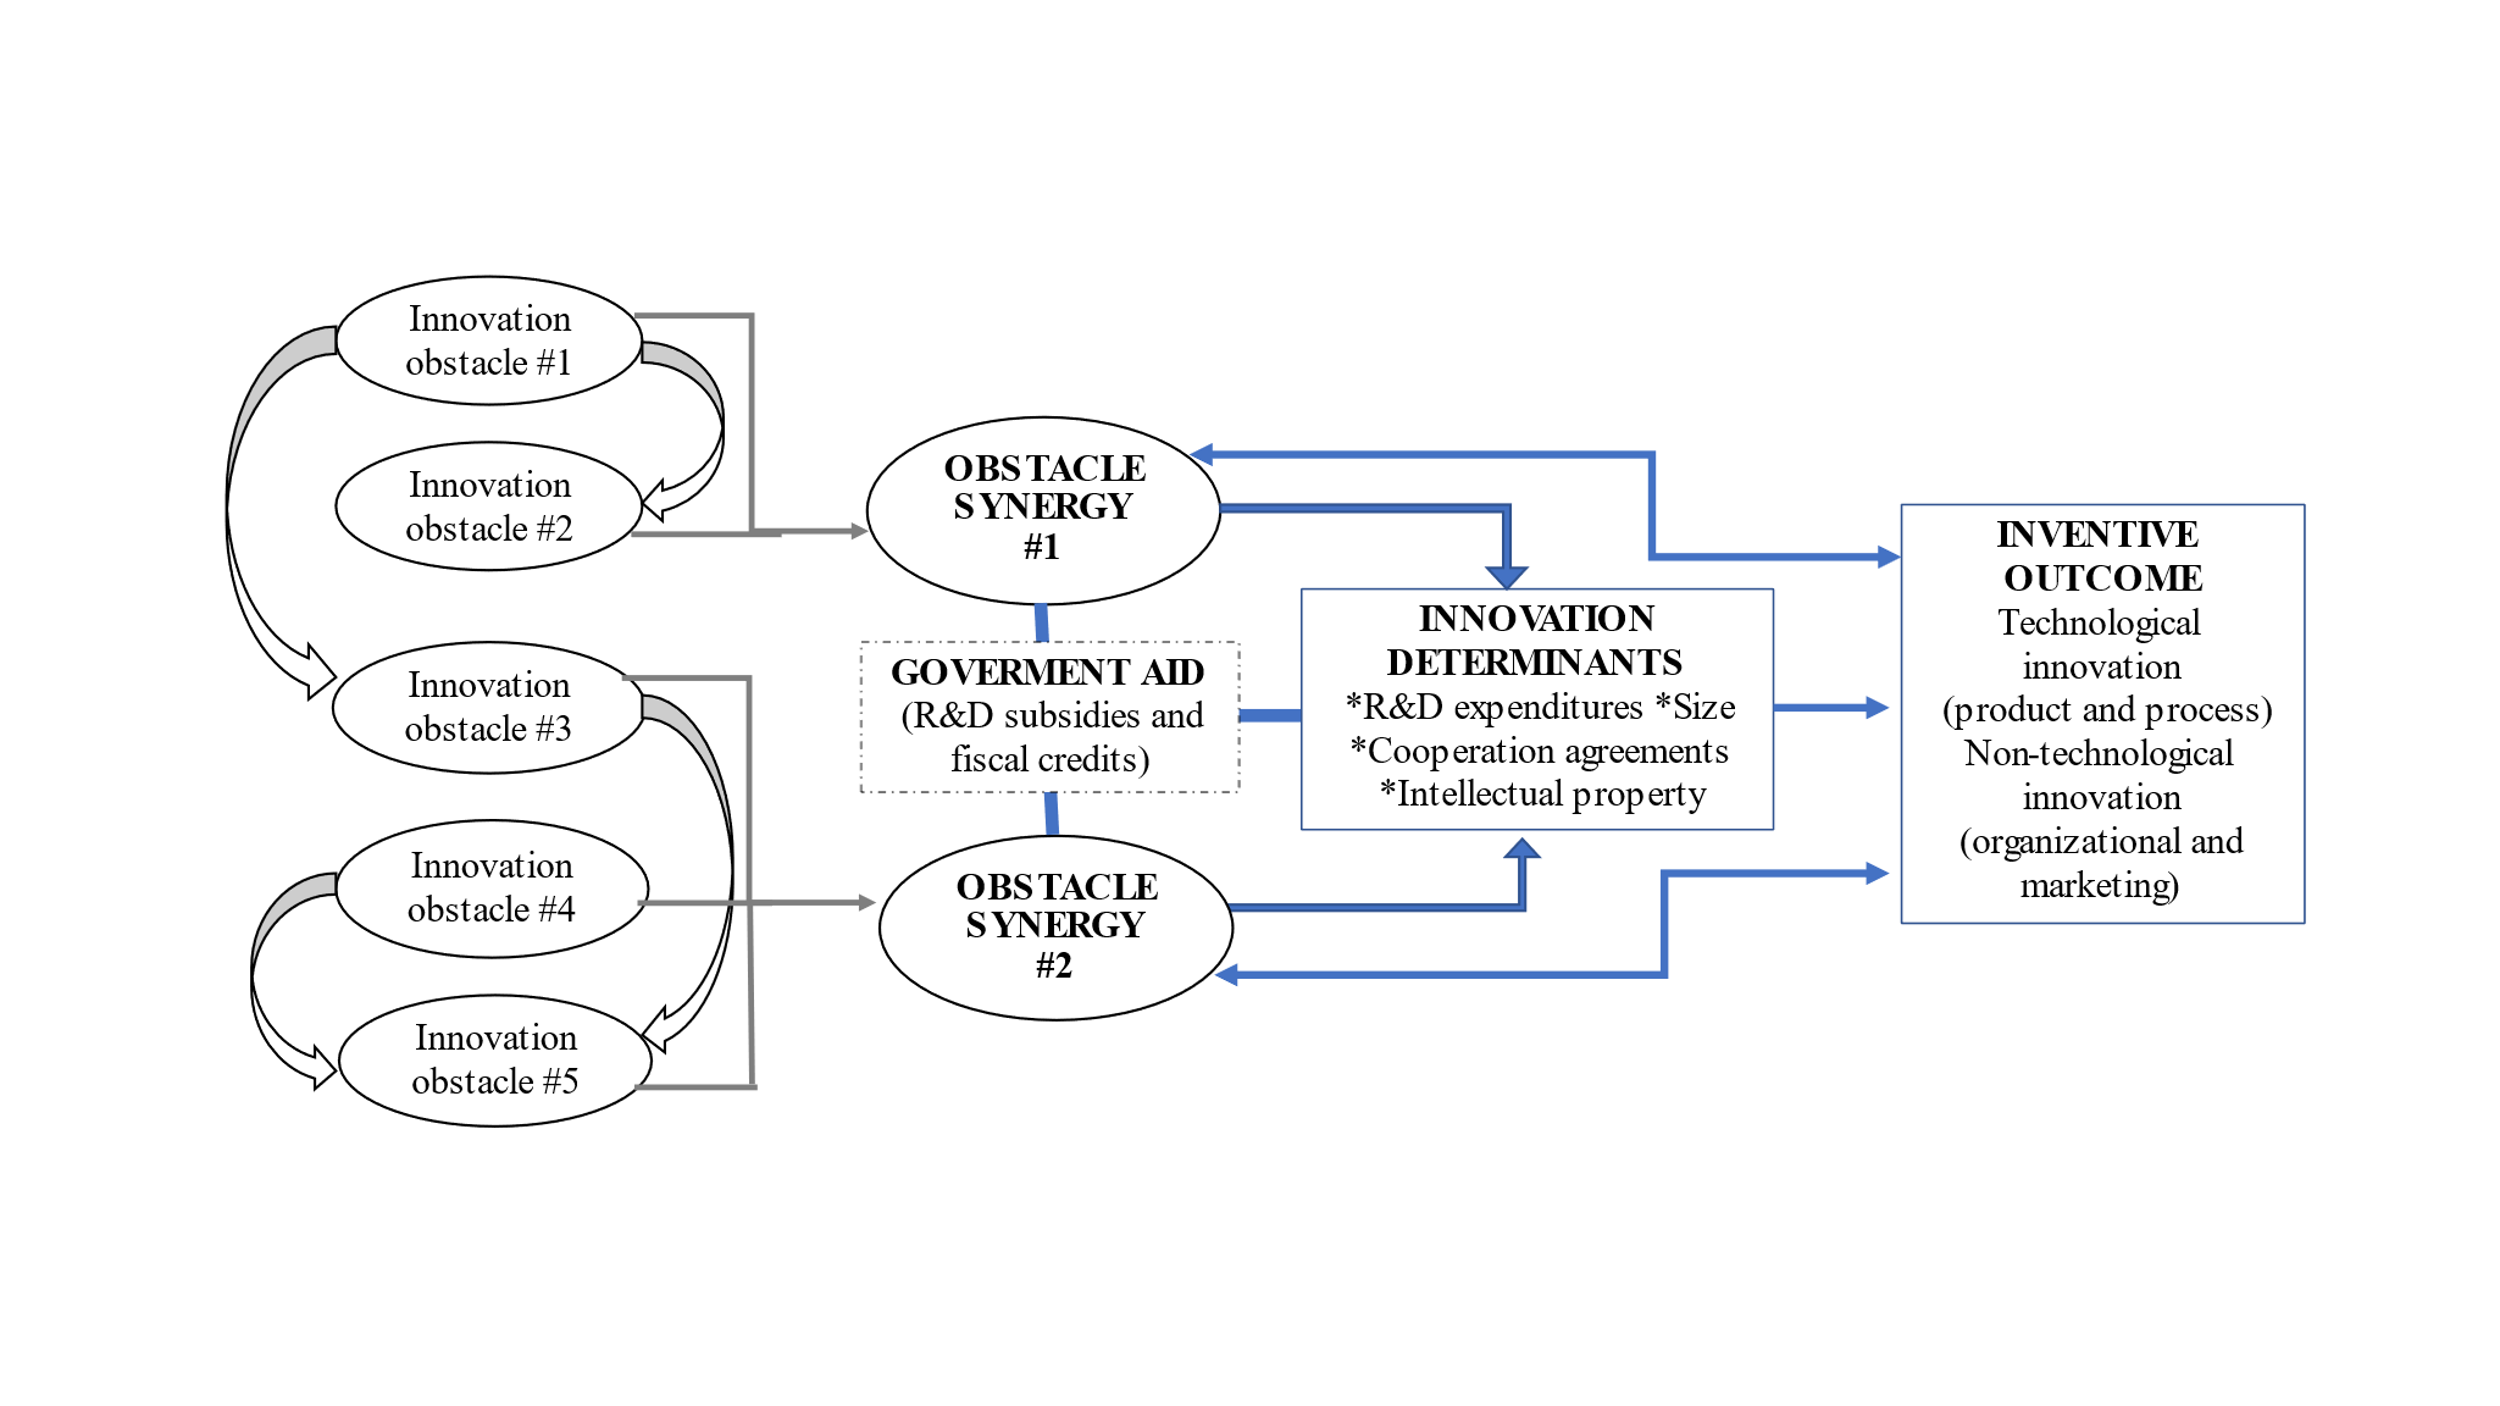 Innovation
obstacle #1
Innovation
obstacle #2
Innovation
obstacle #3
Innovation
obstacle #4
Innovation
obstacle #5
OBSTACLE
SYNERGY
#1
GOVERMENT AID
(R&D subsidies and
fiscal credits)
OBSTACLE
SYNERGY
#2
INNOVATION
DETERMINANTS
*R&D expenditures *Size
*Cooperation agreements
*Intellectual property
INVENTIVE
OUTCOME
Technological
innovation
(product and process)
Non-technological
innovation
(organizational and
marketing)